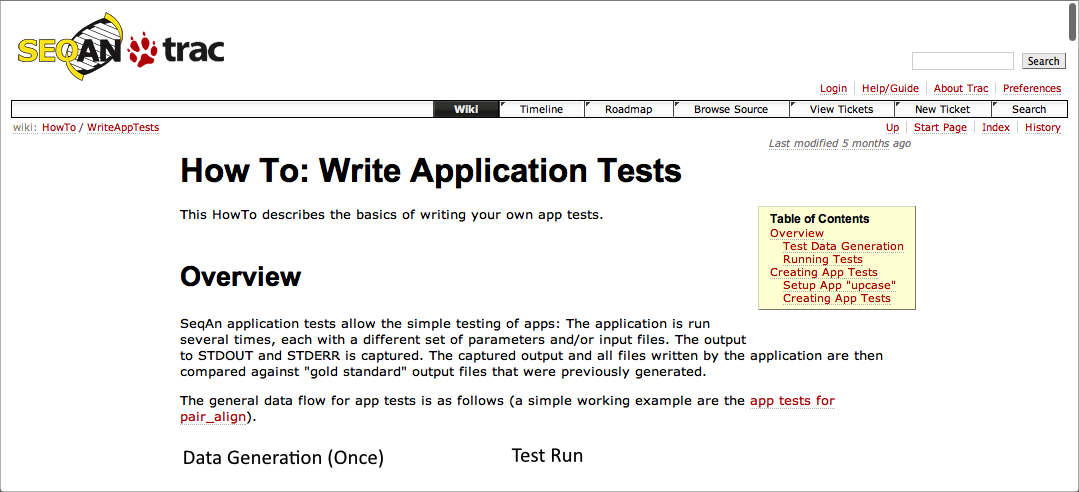 SEQAN trac
Search
Login Help/Guide About Trac Preferences
Wiki Timeline Roadmap Browse Source View Tickets New Ticket Search
wiki: HowTo / WriteAppTests
Up Start Page Index History
Last modified 5 months ago
How To: Write Application Tests
This HowTo describes the basics of writing your own app tests.
Table of Contents
Overview
Test Data Generation
Running Tests
Creating App Tests
Setup App "upcase"
Creating App Tests
Overview
SeqAn application tests allow the simple testing of apps: The application is run
several times, each with a different set of parameters and/or input files. The output
to STDOUT and STDERR is captured. The captured output and all files written by the application are then
compared against "gold standard" output files that were previously generated.
The general data flow for app tests is as follows (a simple working example are the app tests for
pair_align).
Data Generation (Once)
Test Run